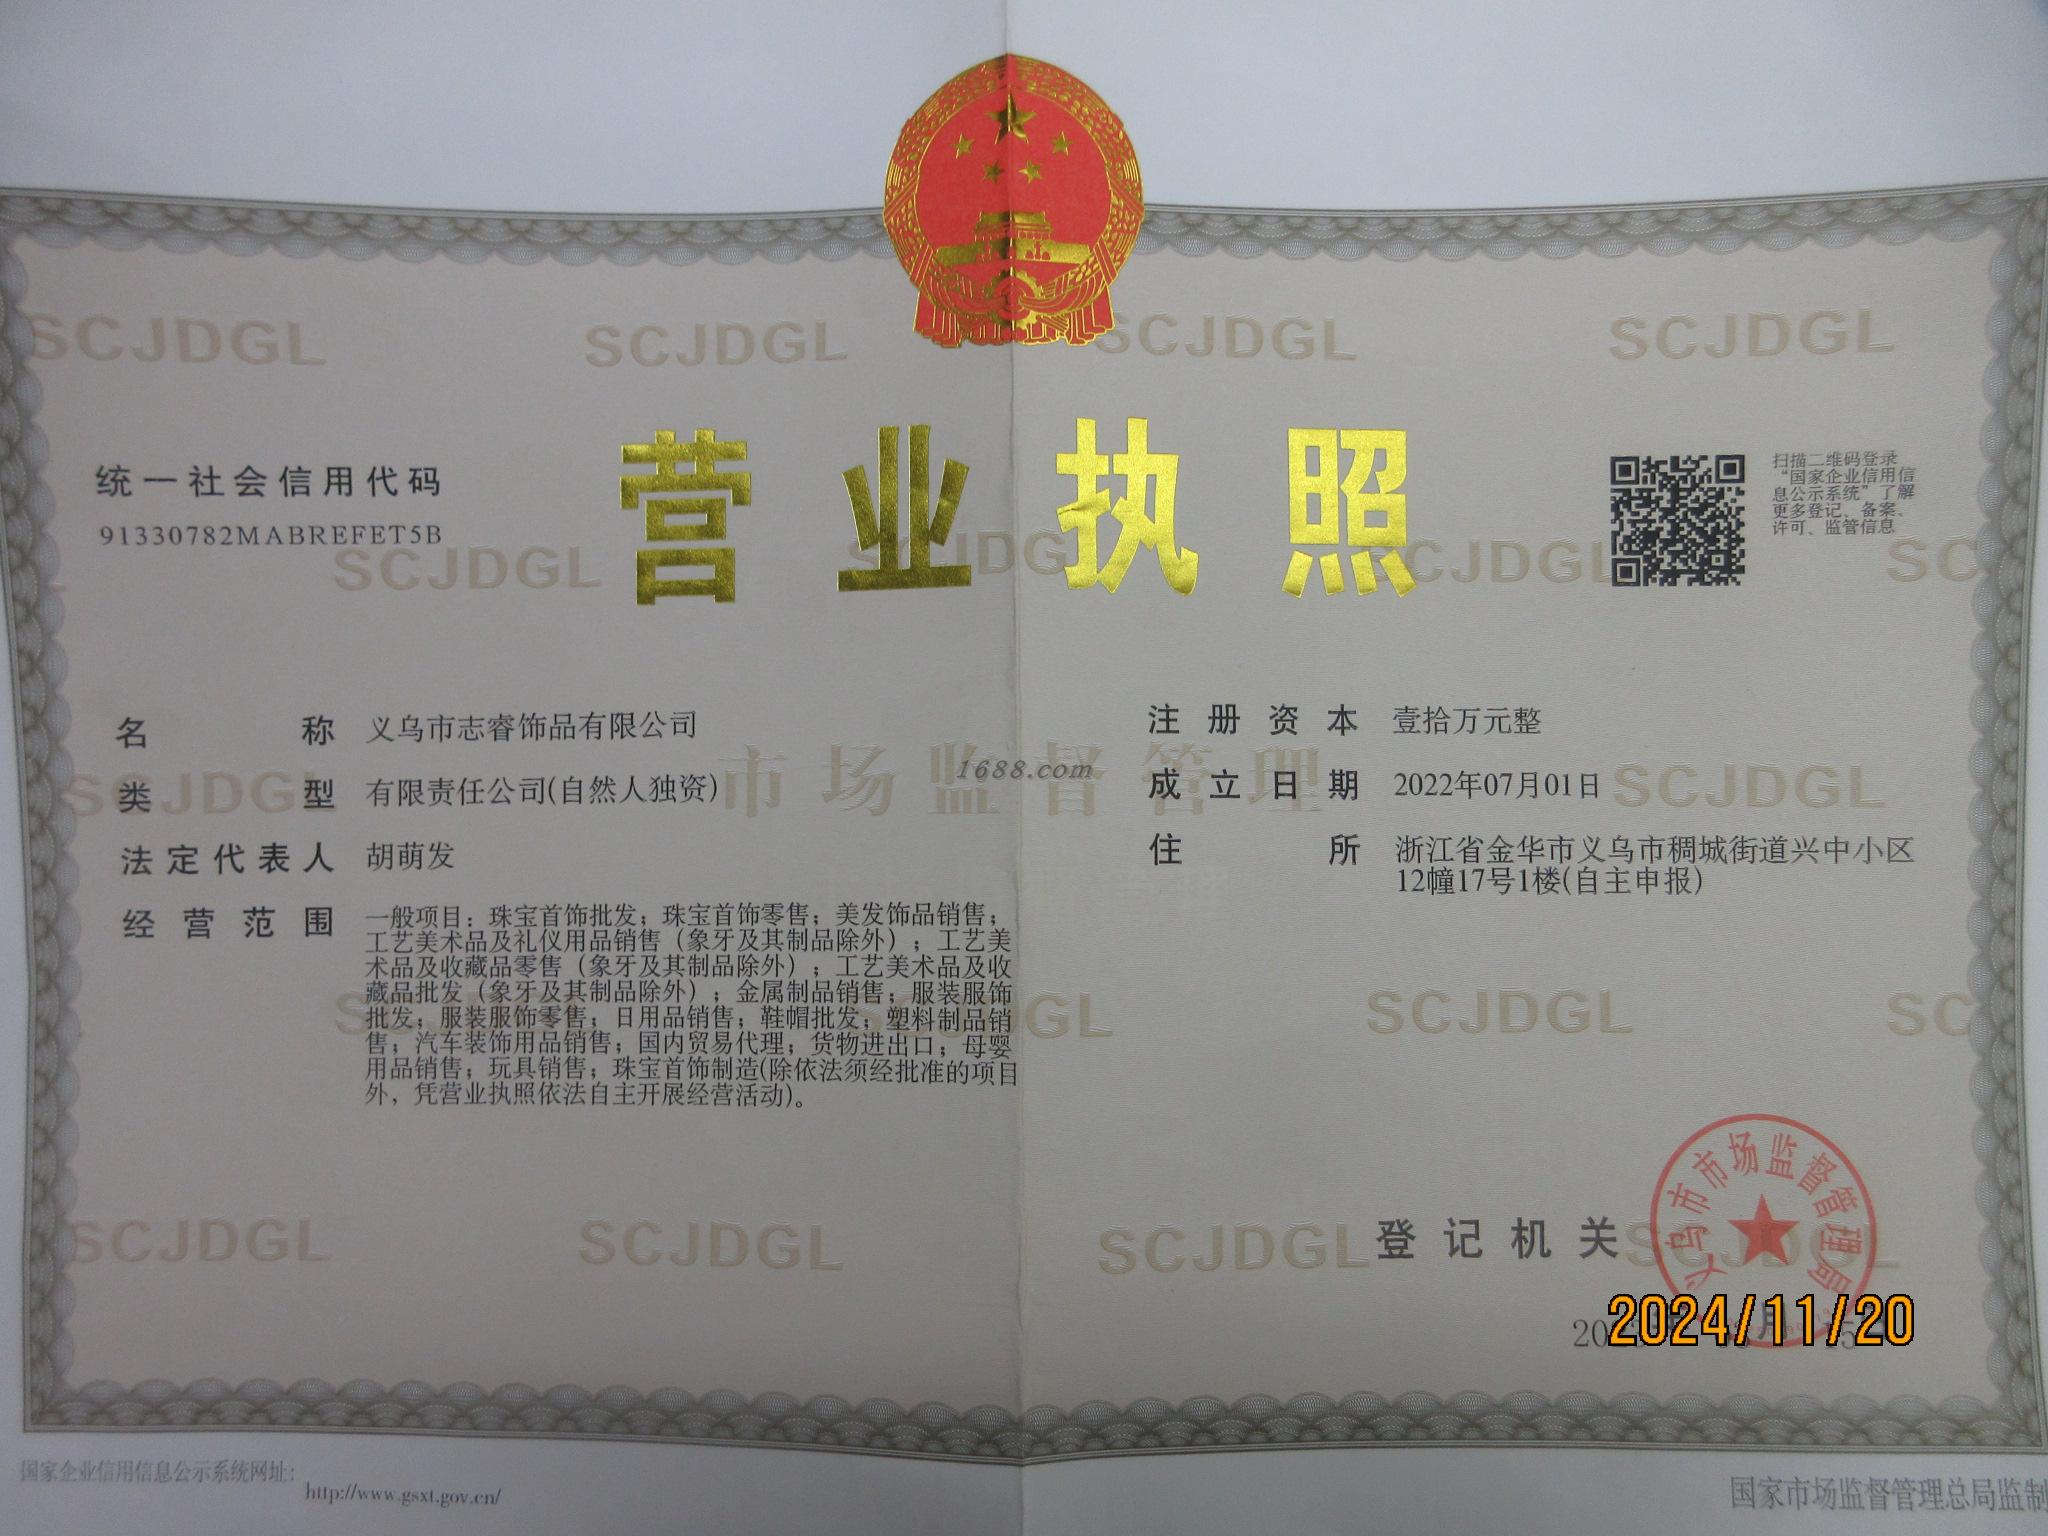 SCJDGL SCJDGL SCJDGL SCJDGL
营业执照
统一社会信用代码
91330782MABREFET5B
扫描二维码登录
“国家企业信用信
息公示系统”了解
更多登记、备案、
许可、监管信息
SCJDGL SCJDGL SCJDGL SC
名称 义乌市志睿饰品有限公司
类型 有限责任公司(自然人独资)
法定代表人 胡萌发
经营范围 一般项目：珠宝首饰批发；珠宝首饰零售；美发饰品销售；
工艺美术品及礼仪用品销售（象牙及其制品除外）；工艺美
术品及收藏品零售（象牙及其制品除外）；工艺美术品及收
藏品批发（象牙及其制品除外）；金属制品销售；服装服饰
批发；服装服饰零售；日用品销售；鞋帽批发；塑料制品销
售；汽车装饰用品销售；国内贸易代理；货物进出口；母婴
用品销售；玩具销售；珠宝首饰制造(除依法须经批准的项目
外，凭营业执照依法自主开展经营活动)。
注册资本 壹拾万元整
成立日期 2022年07月01日
住所 浙江省金华市义乌市稠城街道兴中小区
12幢17号1楼(自主申报)
市场监督管理
1688.com
SCJDGL SCJDGL
SCJDGL SCJDGL SCJDGL SC
SCJDGL SCJDGL SCJDGL SCJDGL
登记机关
义乌市市场监督管理局
2024/11/20
国家企业信用信息公示系统网址：
http://www.gsxt.gov.cn/
国家市场监督管理总局监制